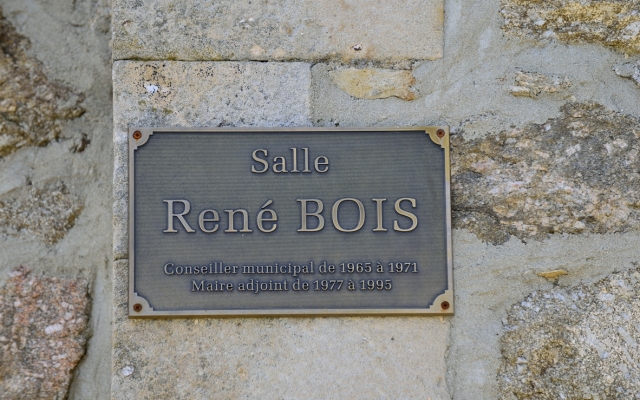 Salle
René BOIS
Conseiller municipal de 1965 à 1971
Maire adjoint de 1977 à 1995